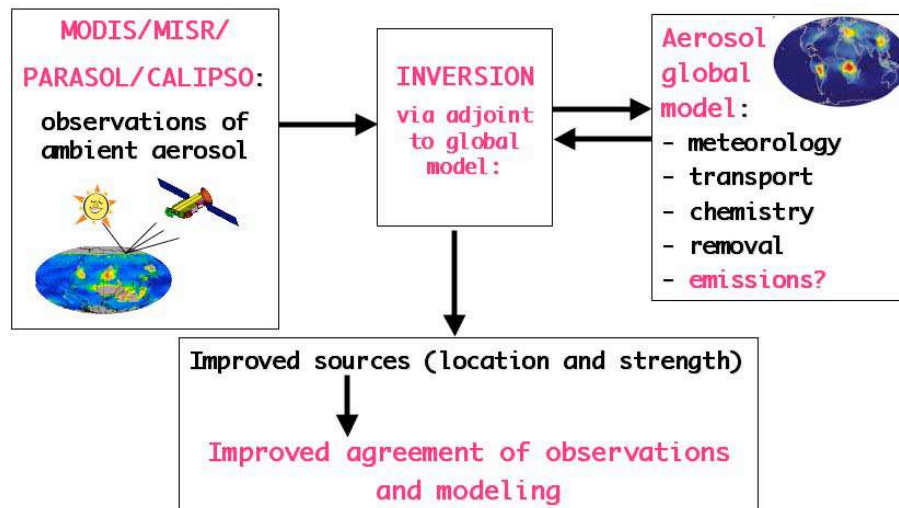 MODIS/MISR/
PARASOL/CALIPSO:
observations of
ambient aerosol
INVERSION
via adjoint
to global
model:
Aerosol
global
model:
- meteorology
- transport
- chemistry
- removal
- emissions?
Improved sources (location and strength)
Improved agreement of observations
and modeling